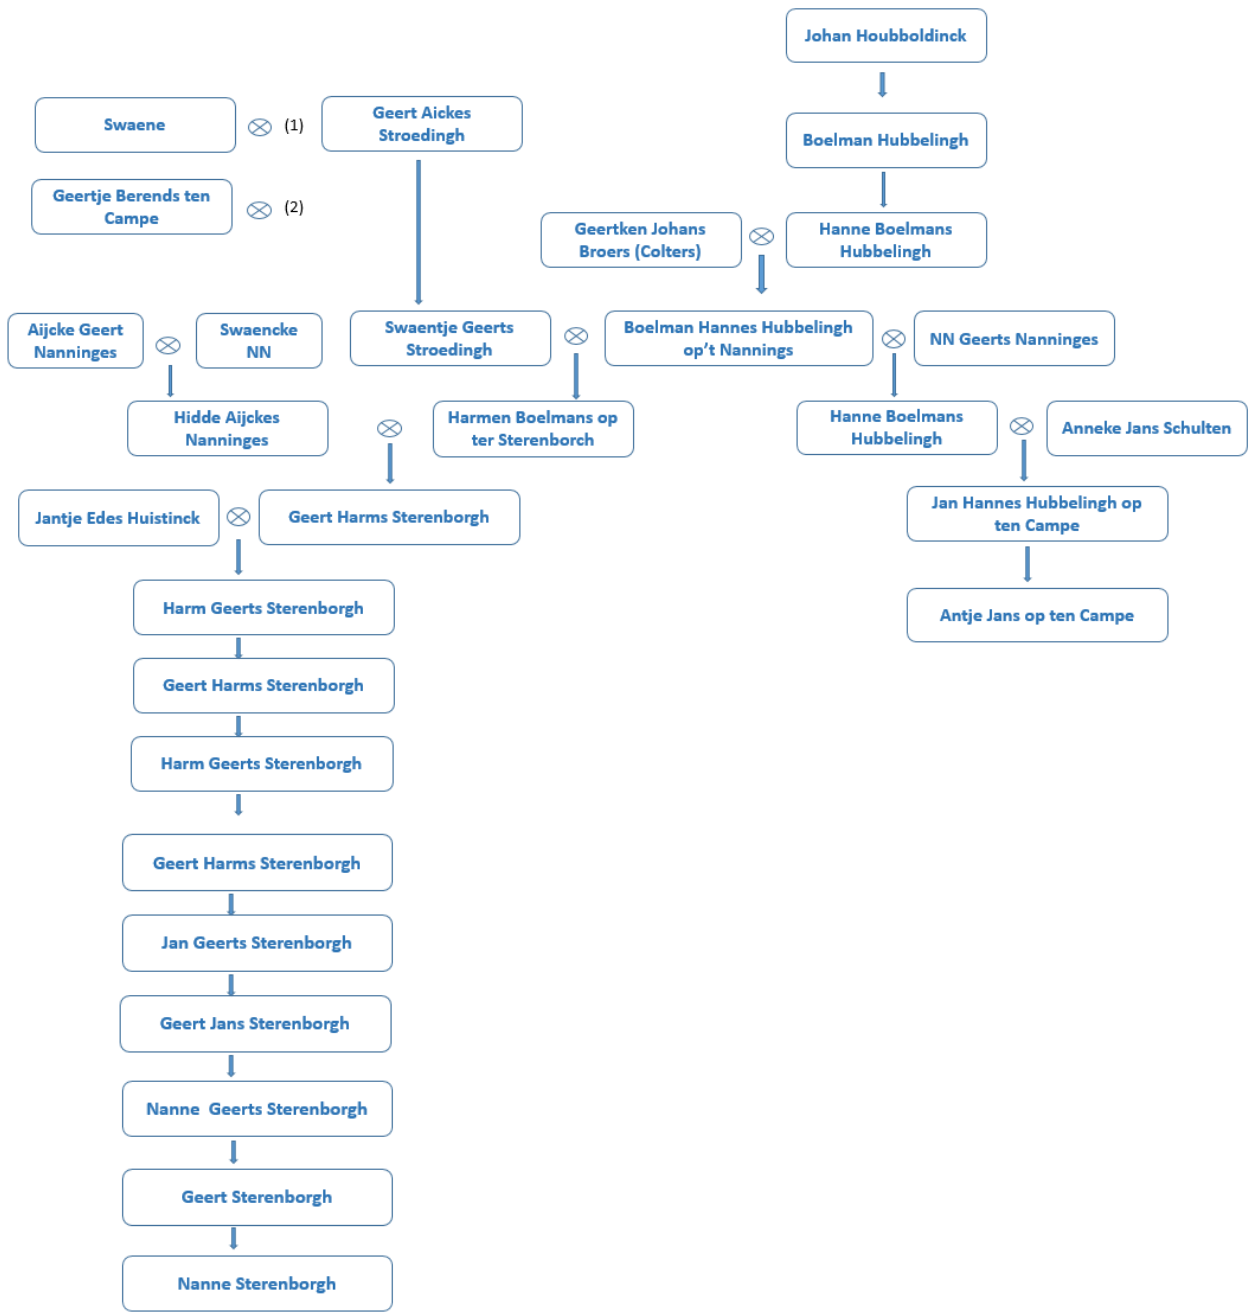 Johan Houbboldinck
Swaene
(1)
Geert Aickes
Stroedingh
Boelman Hubbelingh
Geertje Berends ten
Campe
(2)
Geertken Johans
Broers (Colters)
Hanne Boelmans
Hubbelingh
Aijcke Geert
Nanninges
Swaencke
NN
Swaentje Geerts
Stroedingh
Boelman Hannes Hubbelingh
op’t Nannings
NN Geerts Nanninges
Hidde Aijckes
Nanninges
Harmen Boelmans op
ter Sterenborch
Hanne Boelmans
Hubbelingh
Anneke Jans Schulten
Jantje Edes Huistinck
Geert Harms Sterenborgh
Jan Hannes Hubbelingh op
ten Campe
Harm Geerts Sterenborgh
Antje Jans op ten Campe
Geert Harms Sterenborgh
Harm Geerts Sterenborgh
Geert Harms Sterenborgh
Jan Geerts Sterenborgh
Geert Jans Sterenborgh
Nanne  Geerts Sterenborgh
Geert Sterenborgh
Nanne Sterenborgh